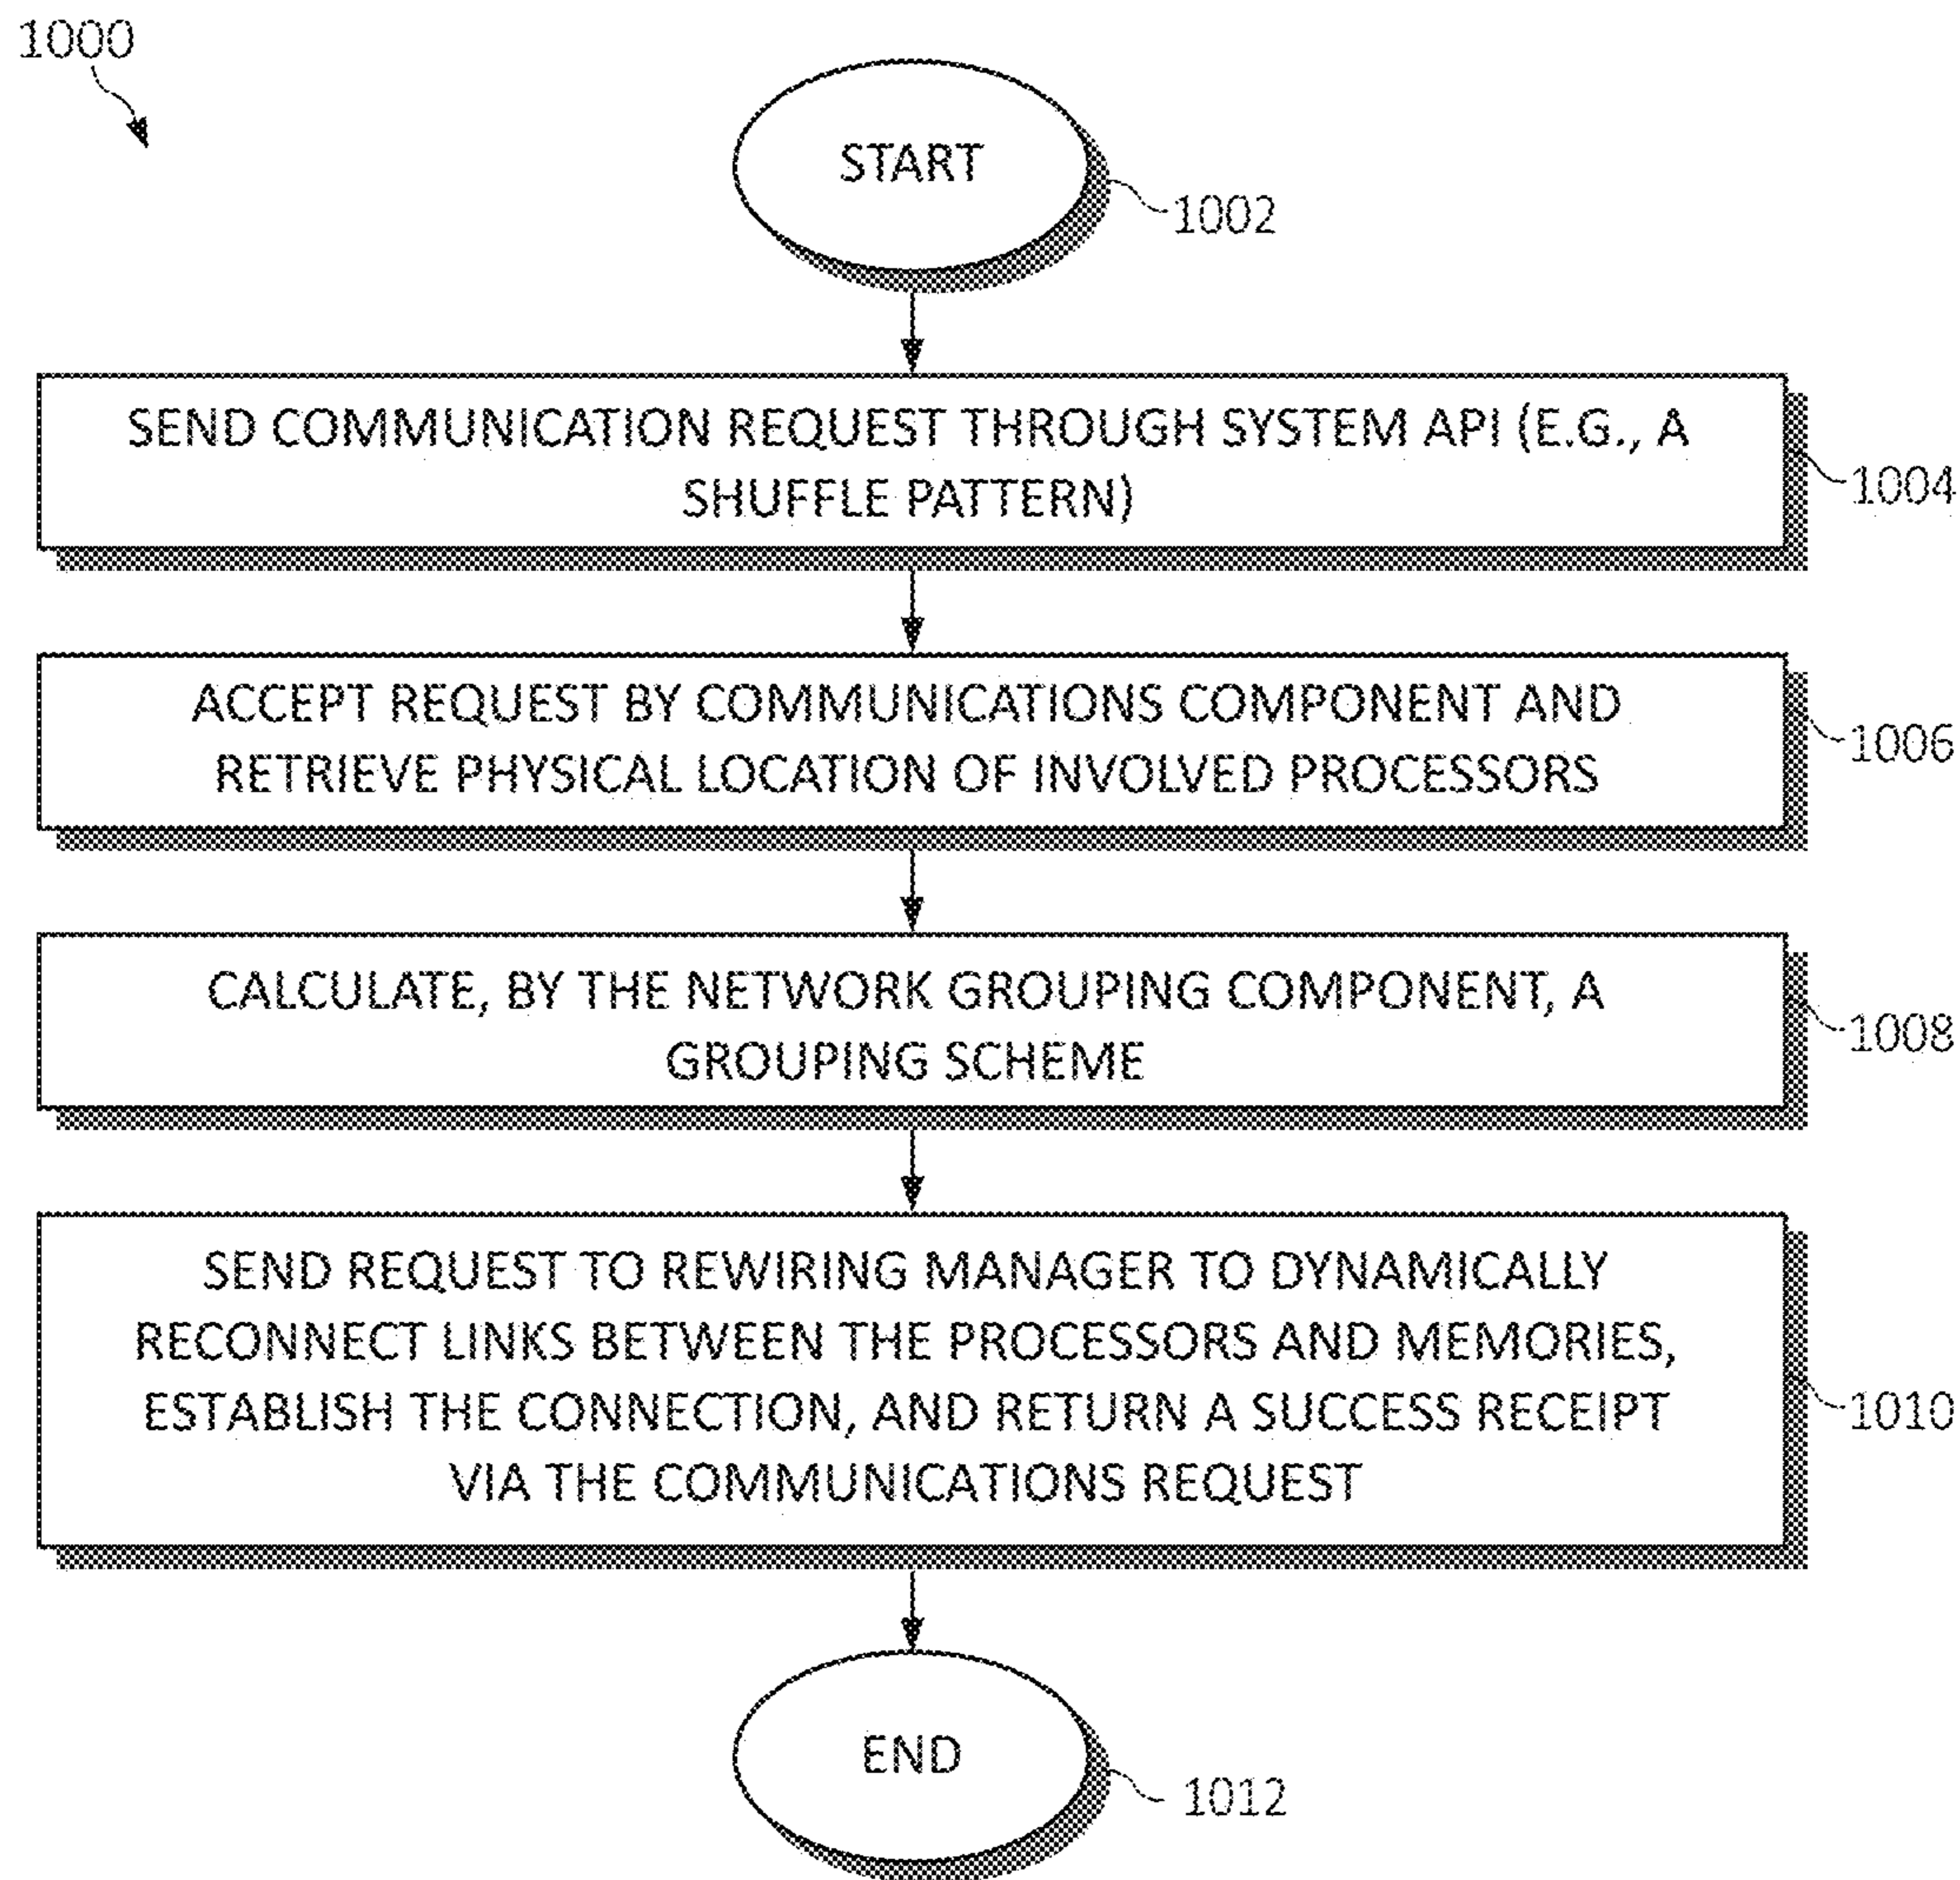 1000
START
1002
SEND COMMUNICATION REQUEST THROUGH SYSTEM API (E.G., A
SHUFFLE PATTERN)
1004
ACCEPT REQUEST BY COMMUNICATIONS COMPONENT AND
RETRIEVE PHYSICAL LOCATION OF INVOLVED PROCESSORS
1006
CALCULATE, BY THE NETWORK GROUPING COMPONENT, A
GROUPING SCHEME
1008
SEND REQUEST TO REWIRING MANAGER TO DYNAMICALLY
RECONNECT LINKS BETWEEN THE PROCESSORS AND MEMORIES,
ESTABLISH THE CONNECTION, AND RETURN A SUCCESS RECEIPT
VIA THE COMMUNICATIONS REQUEST
1010
END
1012